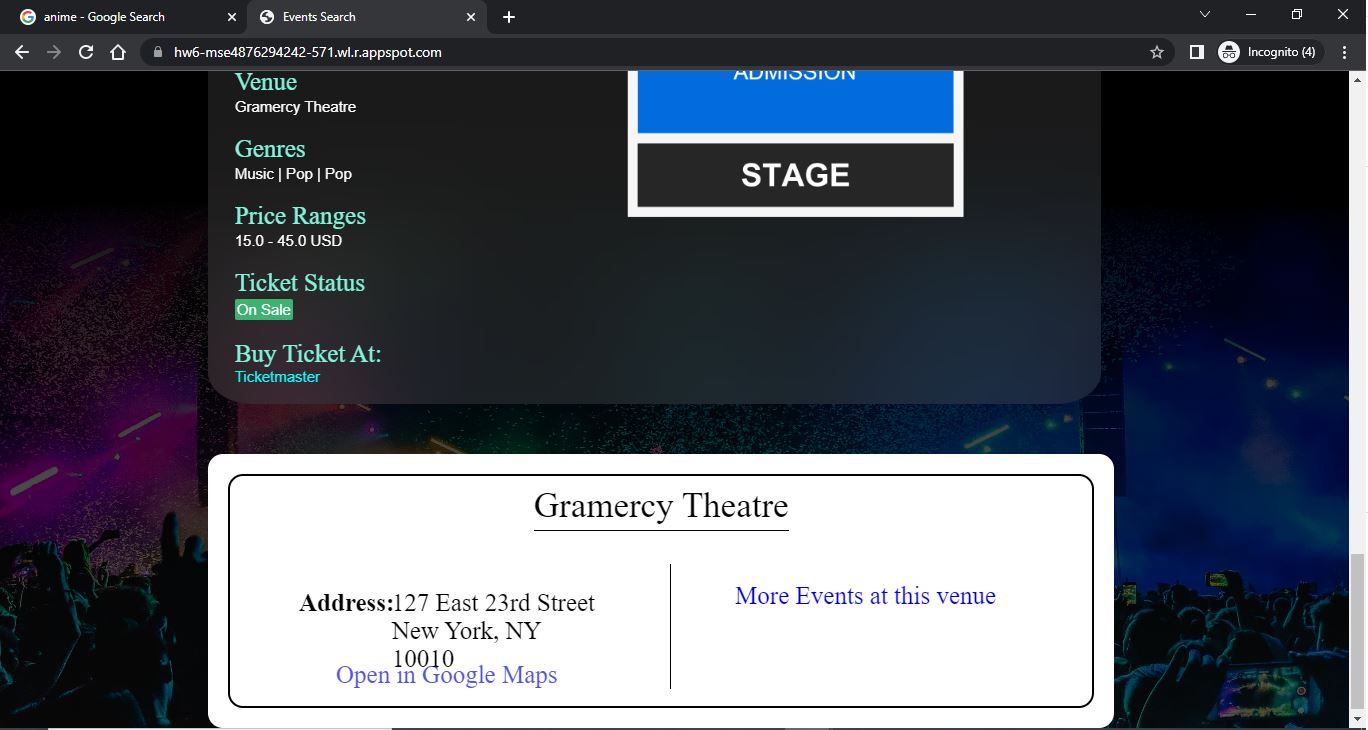 anime - Google Search
Events Search
hw6-mse4876294242-571.wl.r.appspot.com
Incognito (4)
Venue
Gramercy Theatre
Genres
Music | Pop | Pop
Price Ranges
15.0 - 45.0 USD
Ticket Status
On Sale
Buy Ticket At:
Ticketmaster
ADMISSION
STAGE
Gramercy Theatre
Address:127 East 23rd Street
New York, NY
10010
Open in Google Maps
More Events at this venue